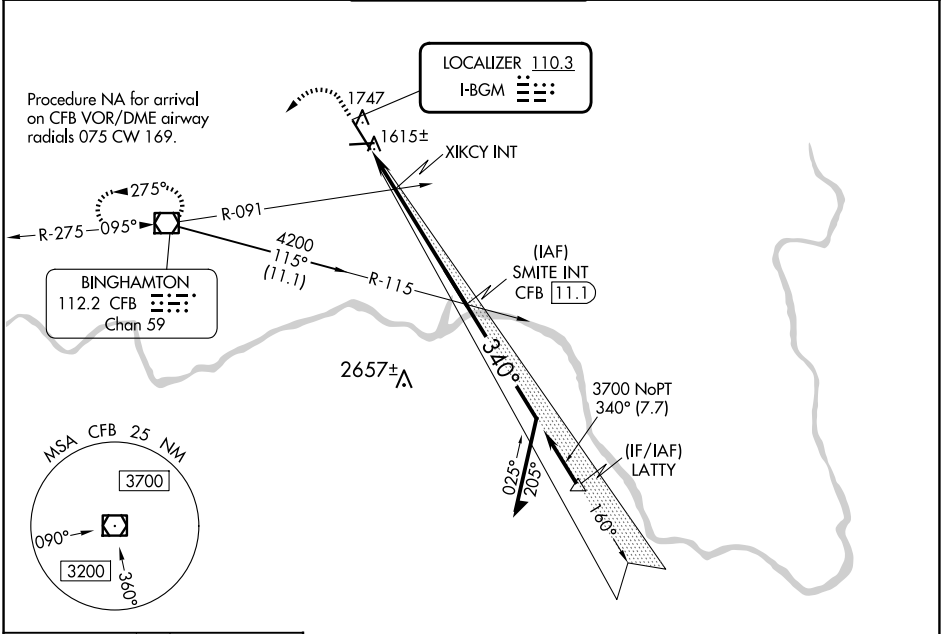 LOCALIZER 110.3
I-BGM
Procedure NA for arrival
on CFB VOR/DME airway
radials 075 CW 169.
1747
1615±
XIKCY INT
275°
R-091
R-275
095°
4200
115°
(11.1)
R-115
(IAF)
SMITE INT
CFB 11.1
BINGHAMTON
112.2 CFB
Chan 59
340°
2657±
3700 NoPT
340° (7.7)
(IF/IAF)
LATTY
025°
205°
160°
MSA CFB 25 NM
3700
090°
3200
360°